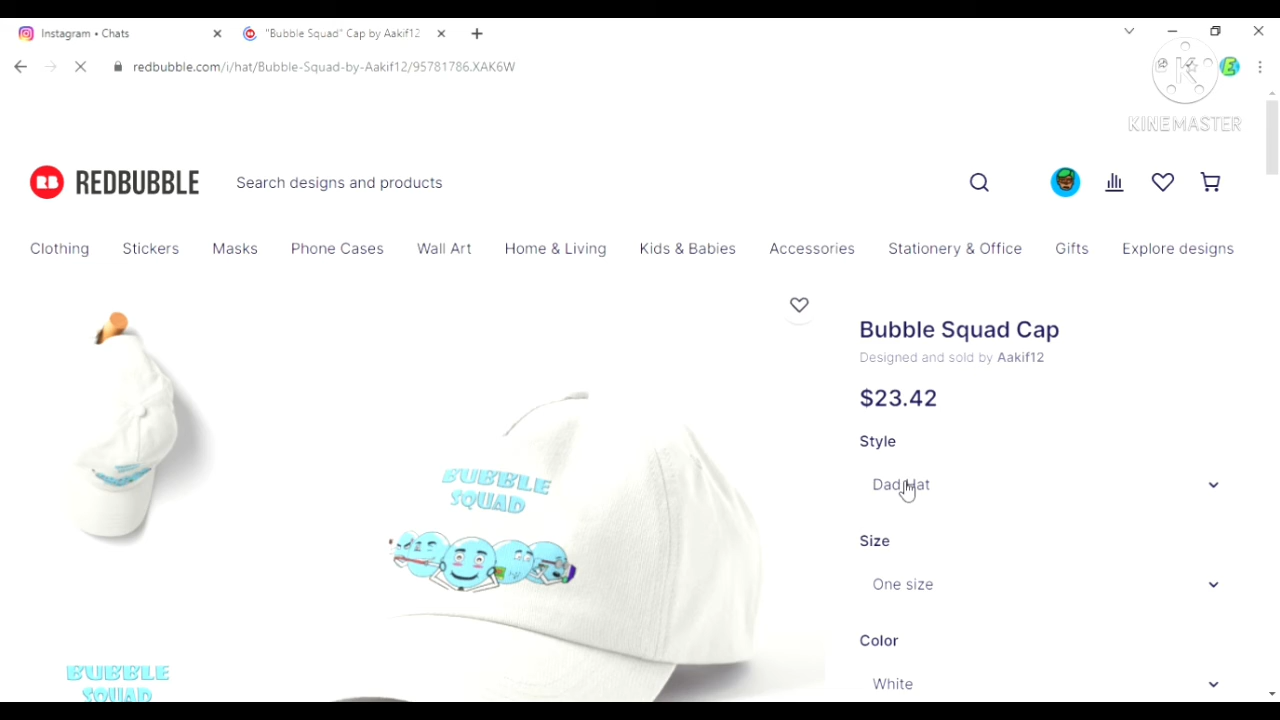 Instagram • Chats
"Bubble Squad" Cap by Aakif12
redbubble.com/i/hat/Bubble-Squad-by-Aakif12/95781786.XAK6W
KINEMASTER
RB REDBUBBLE
Search designs and products
Clothing
Stickers
Masks
Phone Cases
Wall Art
Home & Living
Kids & Babies
Accessories
Stationery & Office
Gifts
Explore designs
Bubble Squad Cap
Designed and sold by Aakif12
$23.42
Style
Dad Hat
Size
One size
Color
White
BUBBLE
SQUAD
BUBBLE
SQUAD